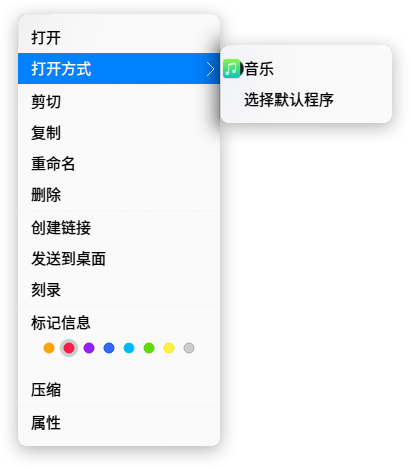 打开
打开方式
音乐
选择默认程序
剪切
复制
重命名
删除
创建链接
发送到桌面
刻录
标记信息
压缩
属性